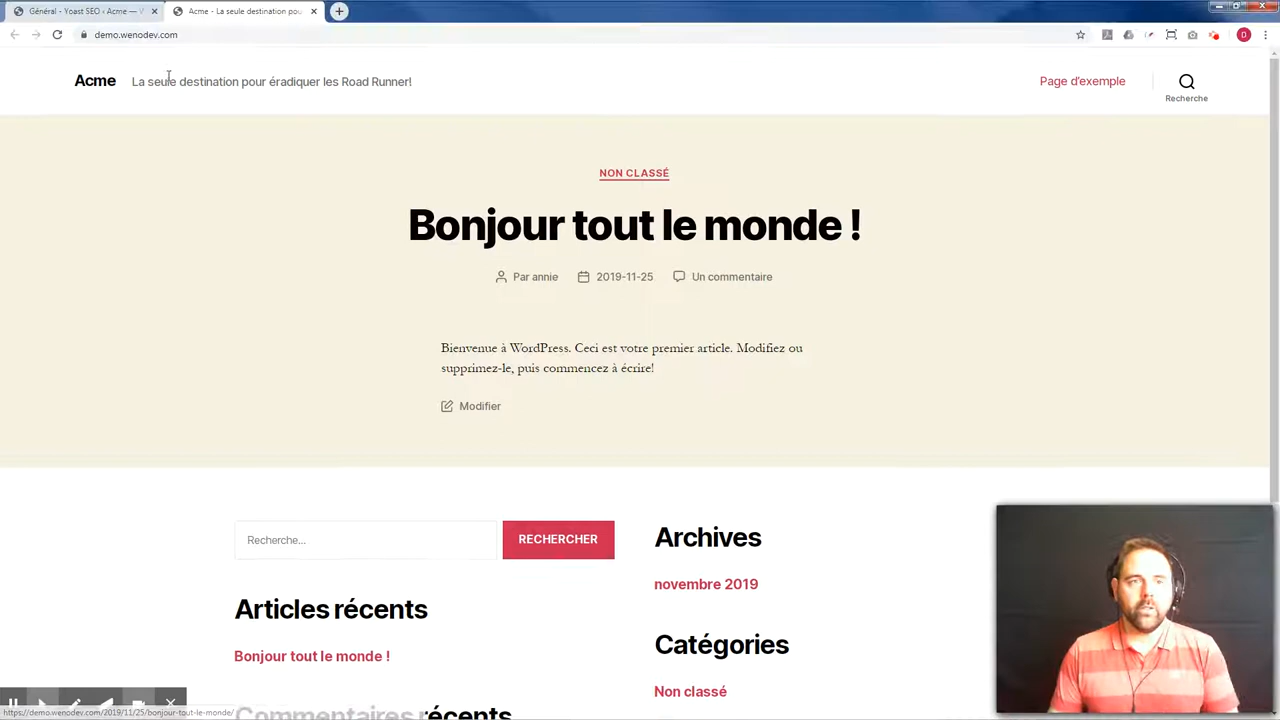 Général - Yoast SEO ‹ Acme — W
Acme - La seule destination pou
demo.wenodev.com
D
Acme
La seule destination pour éradiquer les Road Runner!
Page d'exemple
Recherche
NON CLASSÉ
Bonjour tout le monde !
Par annie
2019-11-25
Un commentaire
Bienvenue à WordPress. Ceci est votre premier article. Modifiez ou
supprimez-le, puis commencez à écrire!
Modifier
Recherche...
RECHERCHER
Archives
novembre 2019
Articles récents
Bonjour tout le monde !
Catégories
Non classé
Commentaires récents
https://demo.wenodev.com/2019/11/25/bonjour-tout-le-monde/